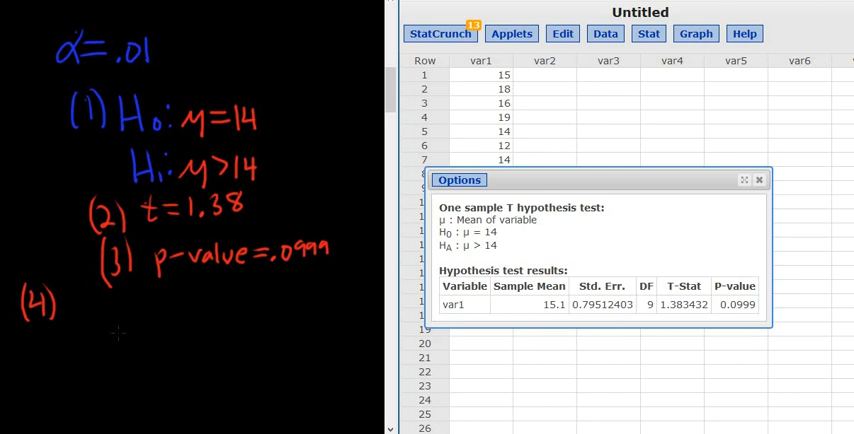 α = .01
(1) H₀: μ = 14
H₁: μ > 14
(2) t = 1.38
(3) p-value = .0999
(4)
Untitled
StatCrunch 13 Applets Edit Data Stat Graph Help
Row var1 var2 var3 var4 var5 var6
1 15
2 18
3 16
4 19
5 14
6 12
7 14
Options
One sample T hypothesis test:
μ : Mean of variable
H₀ : μ = 14
Hᴀ : μ > 14
Hypothesis test results:
Variable Sample Mean Std. Err. DF T-Stat P-value
var1 15.1 0.79512403 9 1.383432 0.0999
20
21
22
23
24
25
26